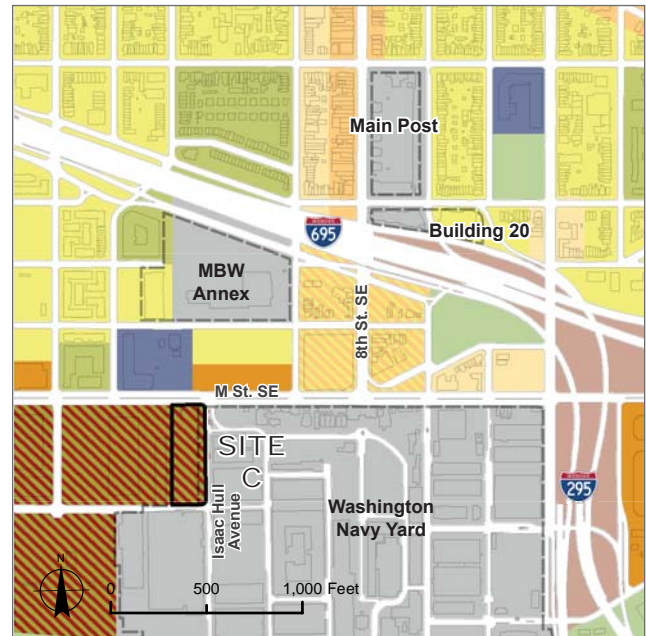 Main Post
695
Building 20
MBW
Annex
8th St. SE
M St. SE
SITE
C
Isaac Hull
Avenue
Washington
Navy Yard
295
N
0 500 1,000 Feet